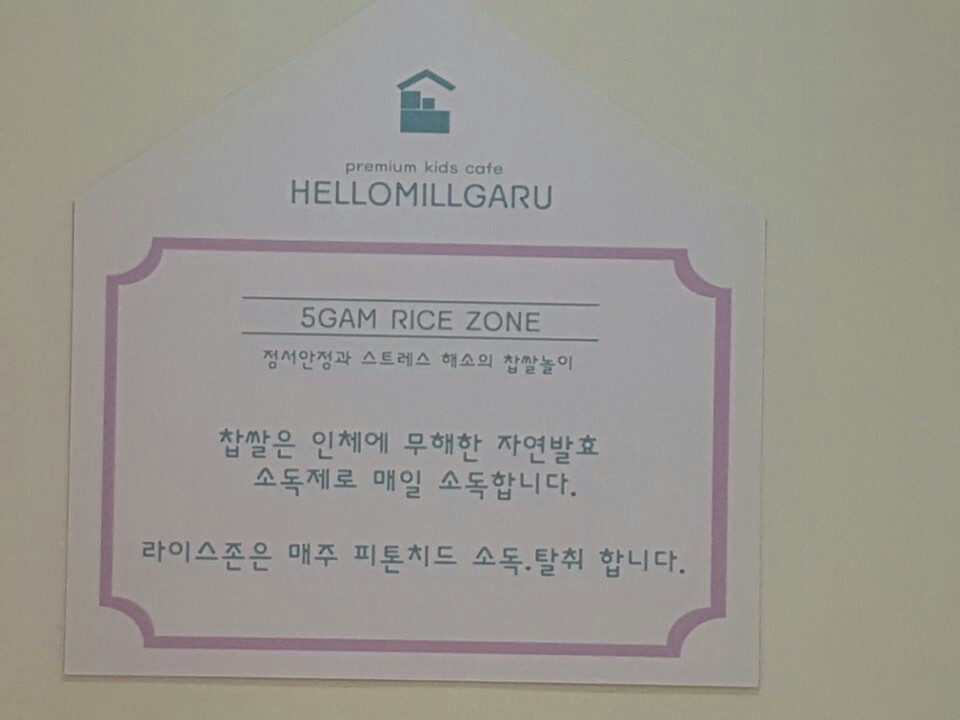 premium kids cafe
HELLOMILLGARU
5GAM RICE ZONE
정서안정과 스트레스 해소의 찹쌀놀이
찹쌀은 인체에 무해한 자연발효
소독제로 매일 소독합니다.
라이스존은 매주 피톤치드 소독.탈취 합니다.